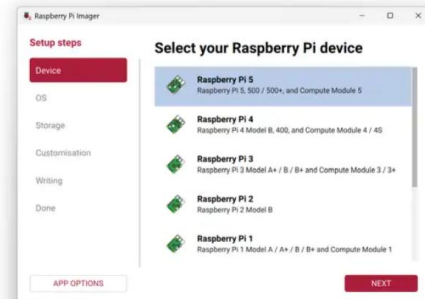 Raspberry Pi Imager
Setup steps
Select your Raspberry Pi device
Device
OS
Storage
Customisation
Writing
Done
Raspberry Pi 5
Raspberry Pi 5, 500 / 500+, and Compute Module 5
Raspberry Pi 4
Raspberry Pi 4 Model B, 400, and Compute Module 4 / 4S
Raspberry Pi 3
Raspberry Pi 3 Model A+ / B / B+ and Compute Module 3 / 3+
Raspberry Pi 2
Raspberry Pi 2 Model B
Raspberry Pi 1
Raspberry Pi 1 Model A / A+ / B / B+ and Compute Module 1
APP OPTIONS
NEXT